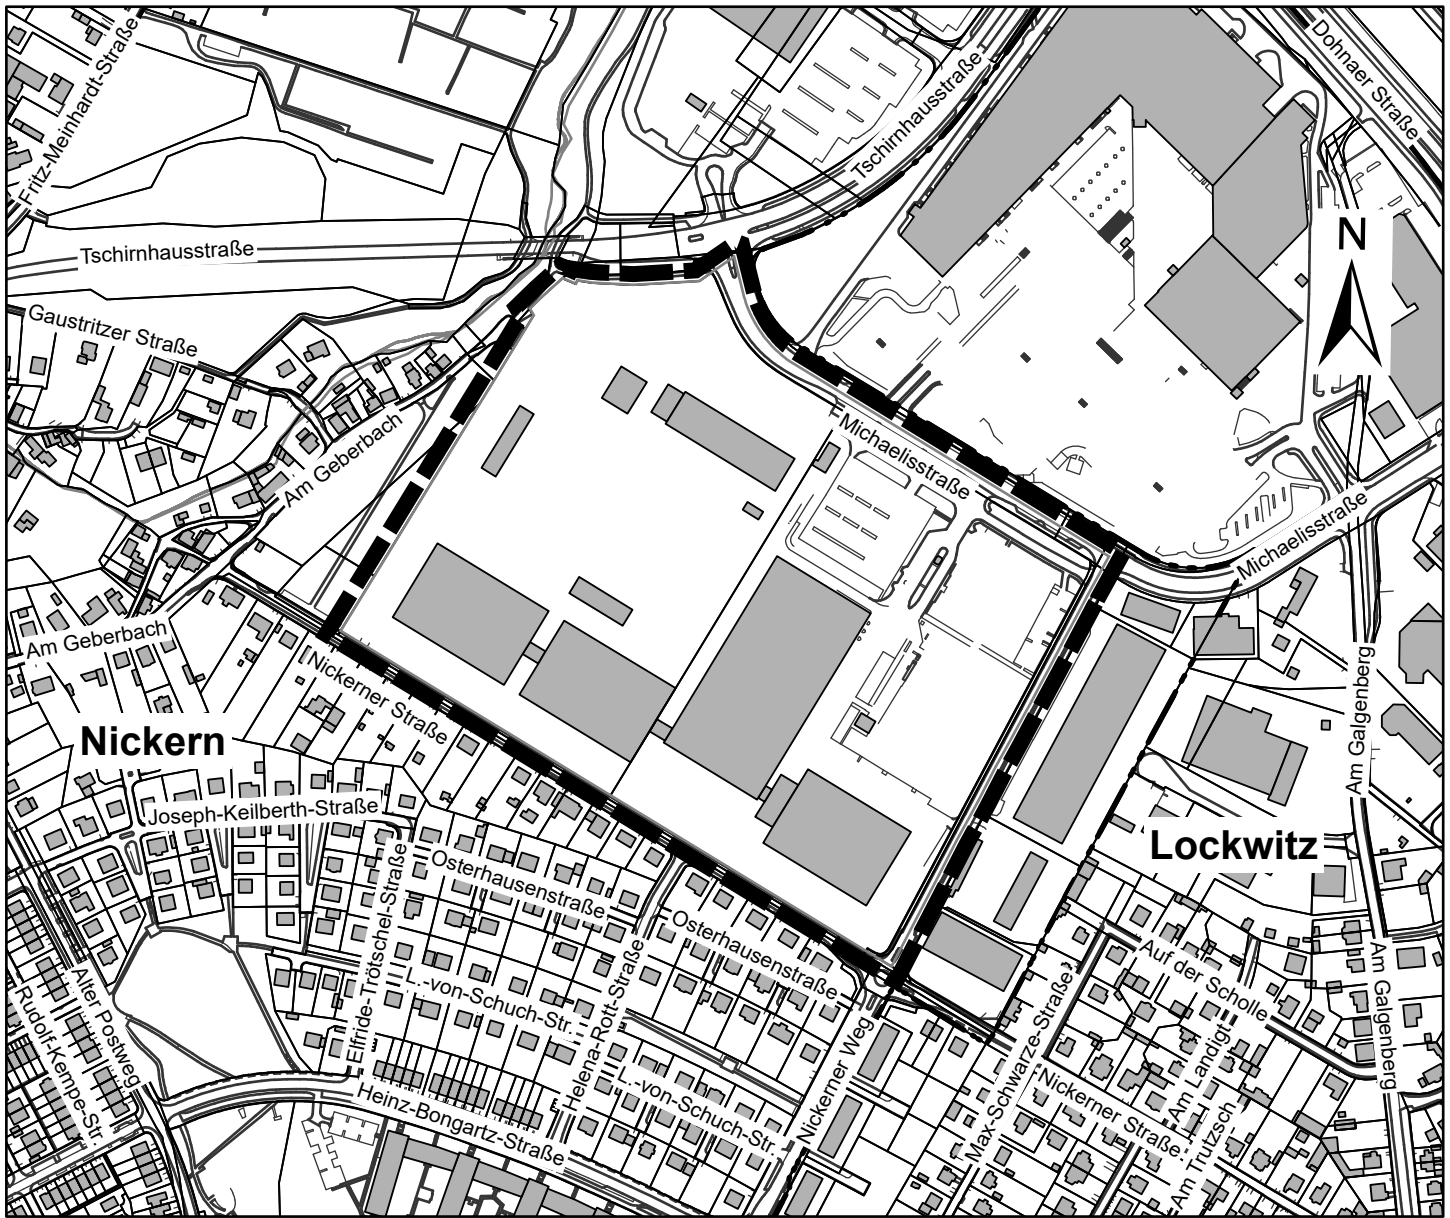 Fritz-Meinhardt-Straße
Tschirnhausstraße
Dohnaer Straße
N
Tschirnhausstraße
Gaustritzer Straße
Michaelisstraße
Am Geberbach
Michaelisstraße
Am Geberbach
Nickerner Straße
Am Galgenberg
Nickern
Joseph-Keilberth-Straße
Lockwitz
Elfride-Trötschel-Straße
Osterhausenstraße
Osterhausenstraße
Helena-Rott-Straße
L.-von-Schuch-Str.
Auf der Scholle
Am Galgenberg
Alter Postweg
Rudolf-Kempe-Str.
Max-Schwarze-Straße
Am Landigt
Nickerner Weg
L.-von-Schuch-Str.
Nickerner Straße
Heinz-Bongartz-Straße
Am Trutzsch